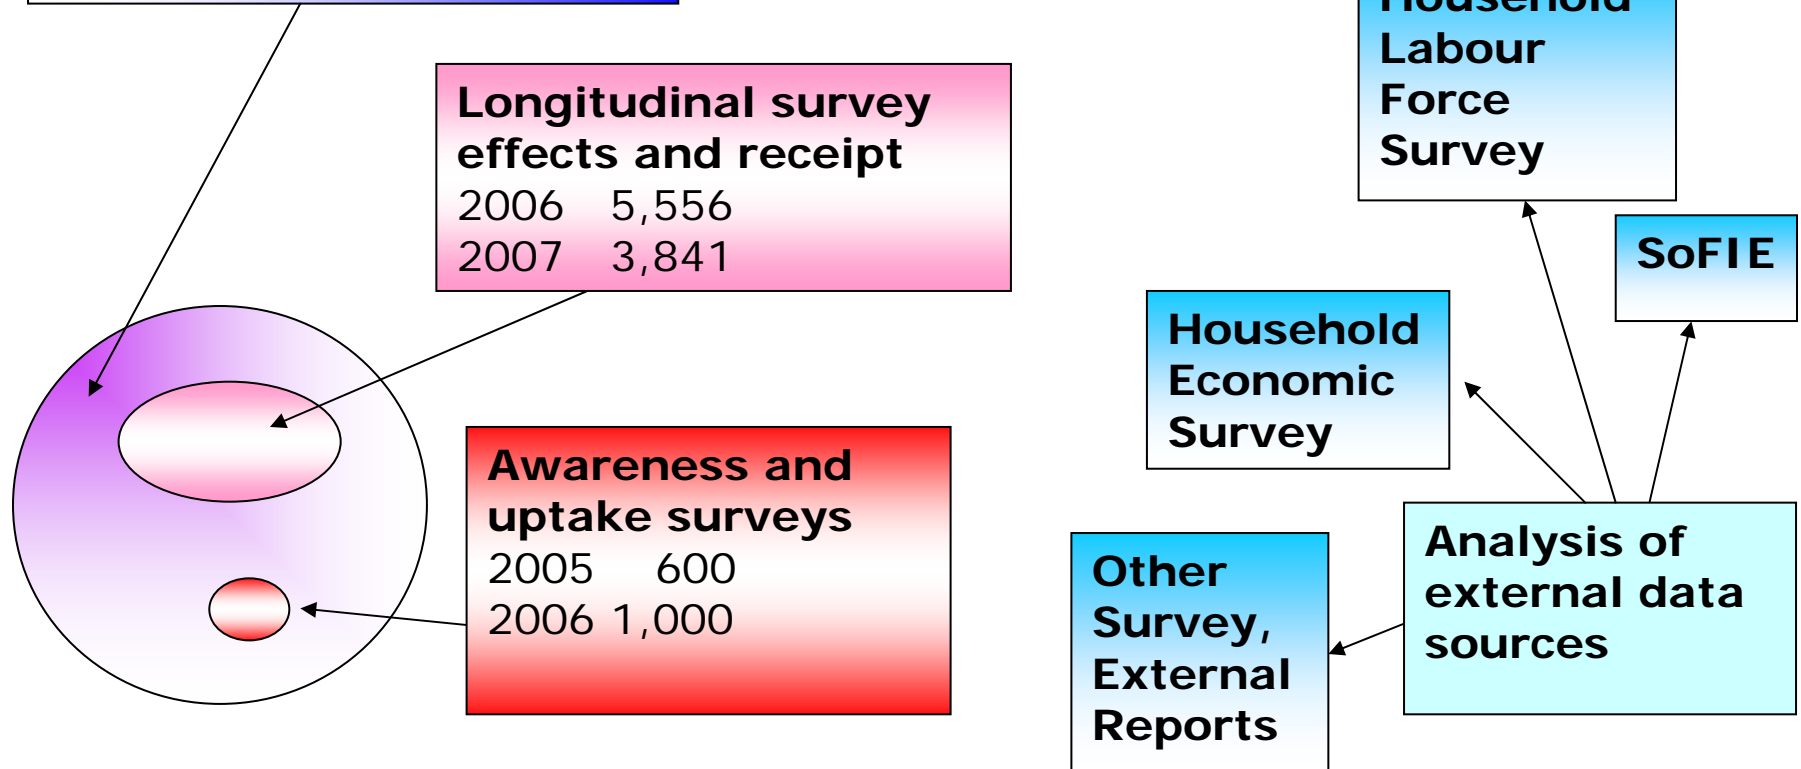 Longitudinal survey
effects and receipt
2006 5,556
2007 3,841
Awareness and
uptake surveys
2005 600
2006 1,000
Household
Labour
Force
Survey
SoFIE
Household
Economic
Survey
Other
Survey,
External
Reports
Analysis of
external data
sources